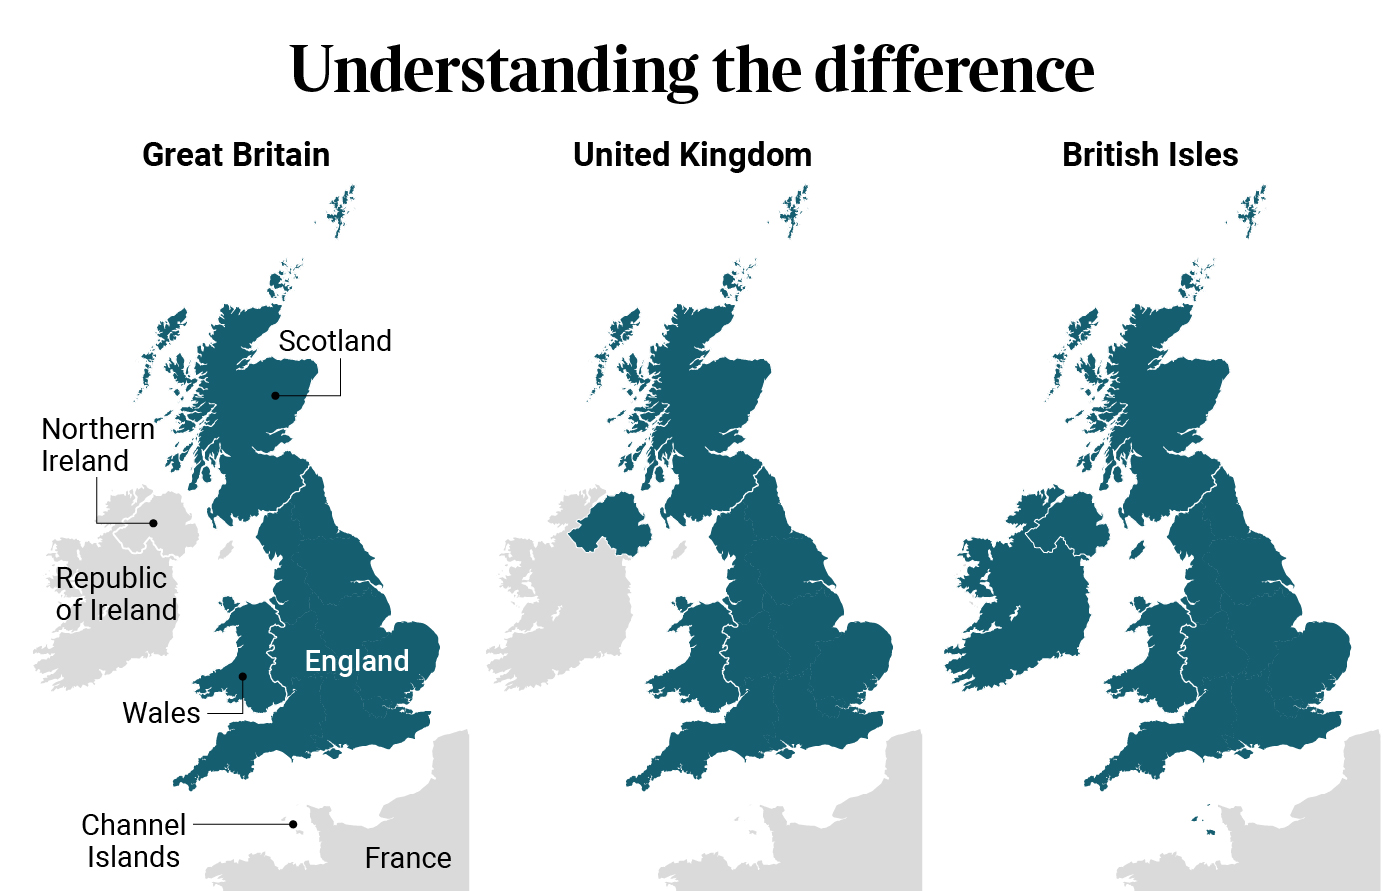 Understanding the difference
Great Britain
United Kingdom
British Isles
Scotland
Northern
Ireland
Republic
of Ireland
England
Wales
Channel
Islands
France